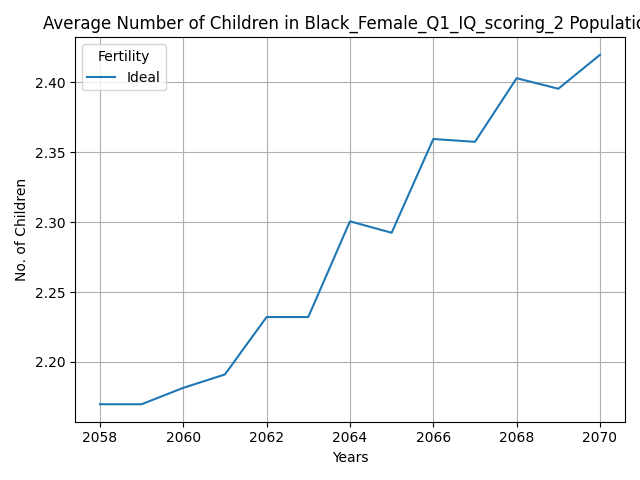 Average Number of Children in Black_Female_Q1_IQ_scoring_2 Populatio
Fertility
Ideal
No. of Children
2.40
2.35
2.30
2.25
2.20
2058 2060 2062 2064 2066 2068 2070
Years